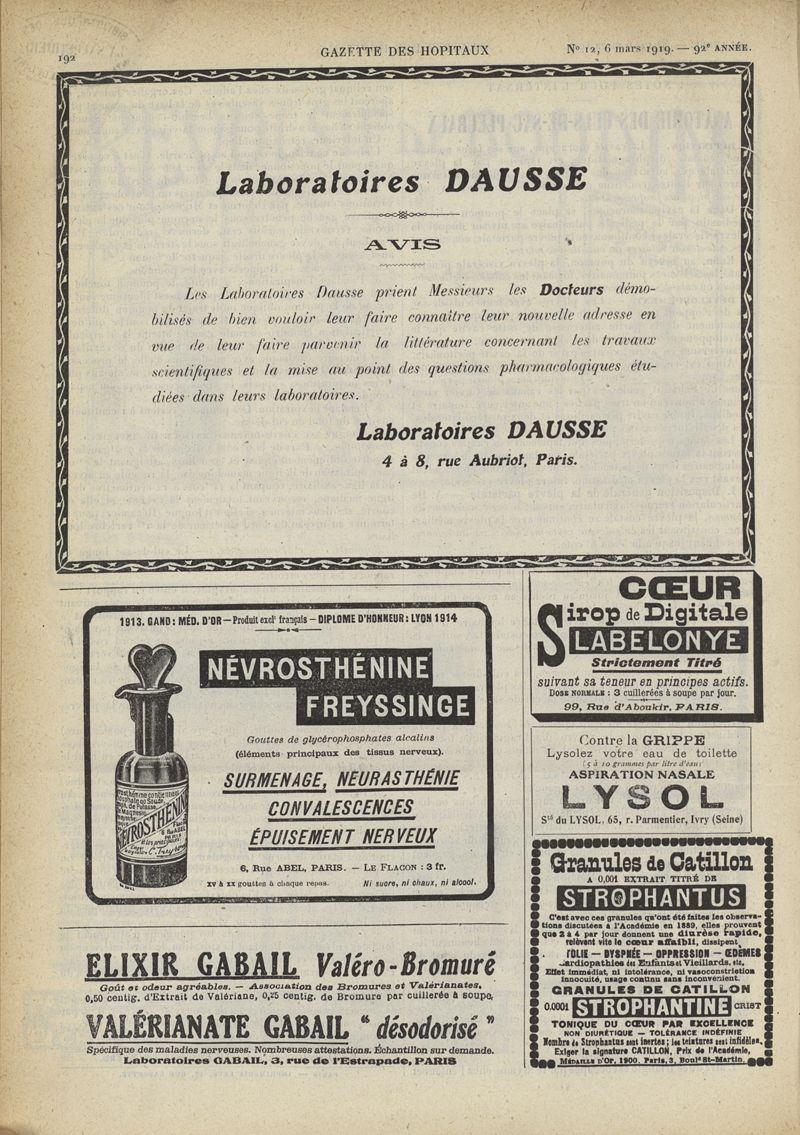 192
GAZETTE DES HOPITAUX
No 12, 6 mars 1919. — 92e ANNÉE.
Laboratoires DAUSSE
AVIS
Les Laboratoires Dausse prient Messieurs les Docteurs démo-
bilisés de bien vouloir leur faire connaître leur nouvelle adresse en
vue de leur faire parvenir la littérature concernant les travaux
scientifiques et la mise au point des questions pharmacologiques étu-
diées dans leurs laboratoires.
Laboratoires DAUSSE
4 à 8, rue Aubriot, Paris.
1913. GAND : MÉD. D'OR — Produit exclt français — DIPLOME D'HONNEUR : LYON 1914
NÉVROSTHÉNINE
FREYSSINGE
Gouttes de glycérophosphates alcalins
(éléments principaux des tissus nerveux).
SURMENAGE, NEURASTHÉNIE
CONVALESCENCES
ÉPUISEMENT NERVEUX
6, Rue ABEL, PARIS. — LE FLACON : 3 fr.
XV à XX gouttes à chaque repas. Ni sucre, ni chaux, ni alcool.
NÉVROSTHÉNINE
ELIXIR GABAIL Valéro-Bromuré
Goût et odeur agréables. — Association des Bromures et Valérianates,
0,50 centig. d'Extrait de Valériane, 0,25 centig. de Bromure par cuillerée à soupe,
VALÉRIANATE GABAIL "désodorisé"
Spécifique des maladies nerveuses. Nombreuses attestations. Échantillon sur demande.
Laboratoires GABAIL, 3, rue de l'Estrapade, PARIS
CŒUR
Sirop de Digitale
LABELONYE
Strictement Titré
suivant sa teneur en principes actifs.
DOSE NORMALE : 3 cuillerées à soupe par jour.
99, Rue d'Aboukir, PARIS.
Contre la GRIPPE
Lysolez votre eau de toilette
(5 à 10 grammes par litre d'eau)
ASPIRATION NASALE
LYSOL
Sté du LYSOL, 65, r. Parmentier, Ivry (Seine)
Granules de Catillon
A 0,001 EXTRAIT TITRÉ DE
STROPHANTUS
C'est avec ces granules qu'ont été faites les observa-
tions discutées à l'Académie en 1889, elles prouvent
que 2 à 4 par jour donnent une diurèse rapide,
relèvent vite le cœur affaibli, dissipent
— DYSPNÉE — OPPRESSION — ŒDÈMES
Cardiopathies des Enfants et Vieillards, etc.
Effet immédiat, ni intolérance, ni vasoconstriction
innocuité, usage continu sans inconvénient.
GRANULES DE CATILLON
0.0001 STROPHANTINE CRIST
TONIQUE DU CŒUR PAR EXCELLENCE
NON DIURÉTIQUE — TOLÉRANCE INDÉFINIE
Nombre de Strophantus sont inertes ; les teintures sont infidèles.
Exiger la signature CATILLON, Prix de l'Académie,
MÉDAILLE D'OR, 1900. Paris, 3, Bould St-Martin.